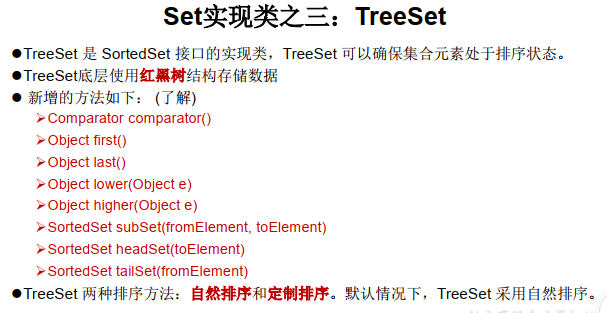 Set实现类之三：TreeSet
●TreeSet 是 SortedSet 接口的实现类，TreeSet 可以确保集合元素处于排序状态。
●TreeSet底层使用红黑树结构存储数据
● 新增的方法如下： (了解)
➢Comparator comparator()
➢Object first()
➢Object last()
➢Object lower(Object e)
➢Object higher(Object e)
➢SortedSet subSet(fromElement, toElement)
➢SortedSet headSet(toElement)
➢SortedSet tailSet(fromElement)
●TreeSet 两种排序方法：自然排序和定制排序。默认情况下，TreeSet 采用自然排序。